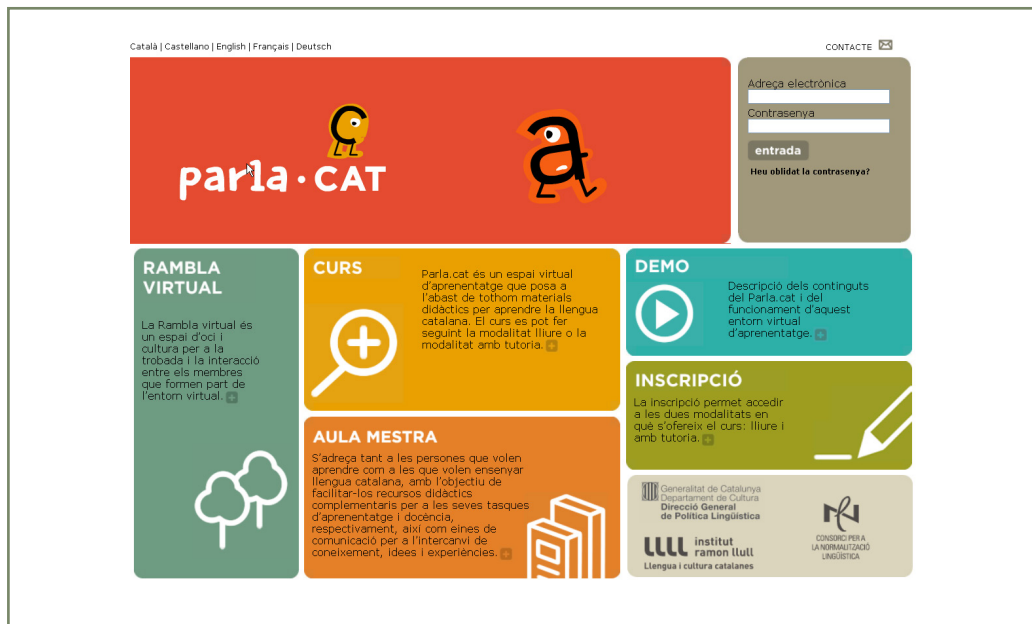 Català | Castellano | English | Français | Deutsch
CONTACTE
parla·CAT
a
Adreça electrònica
Contrasenya
entrada
Heu oblidat la contrasenya?
RAMBLA
VIRTUAL
La Rambla virtual és
un espai d'oci i
cultura per a la
trobada i la interacció
entre els membres
que formen part de
l'entorn virtual.
CURS
Parla.cat és un espai virtual
d'aprenentatge que posa a
l'abast de tothom materials
didàctics per aprendre la llengua
catalana. El curs es pot fer
seguint la modalitat lliure o la
modalitat amb tutoria.
AULA MESTRA
S'adreça tant a les persones que volen
aprendre com a les que volen ensenyar
llengua catalana, amb l'objectiu de
facilitar-los recursos didàctics
complementaris per a les seves tasques
d'aprenentatge i docència,
respectivament, així com eines de
comunicació per a l'intercanvi de
coneixement, idees i experiències.
DEMO
Descripció dels continguts
del Parla.cat i del
funcionament d'aquest
entorn virtual
d'aprenentatge.
INSCRIPCIÓ
La inscripció permet accedir
a les dues modalitats en
què s'ofereix el curs: lliure i
amb tutoria.
Generalitat de Catalunya
Departament de Cultura
Direcció General
de Política Lingüística
institut
ramon llull
Llengua i cultura catalanes
CONSORCI PER A
LA NORMALITZACIÓ
LINGÜÍSTICA